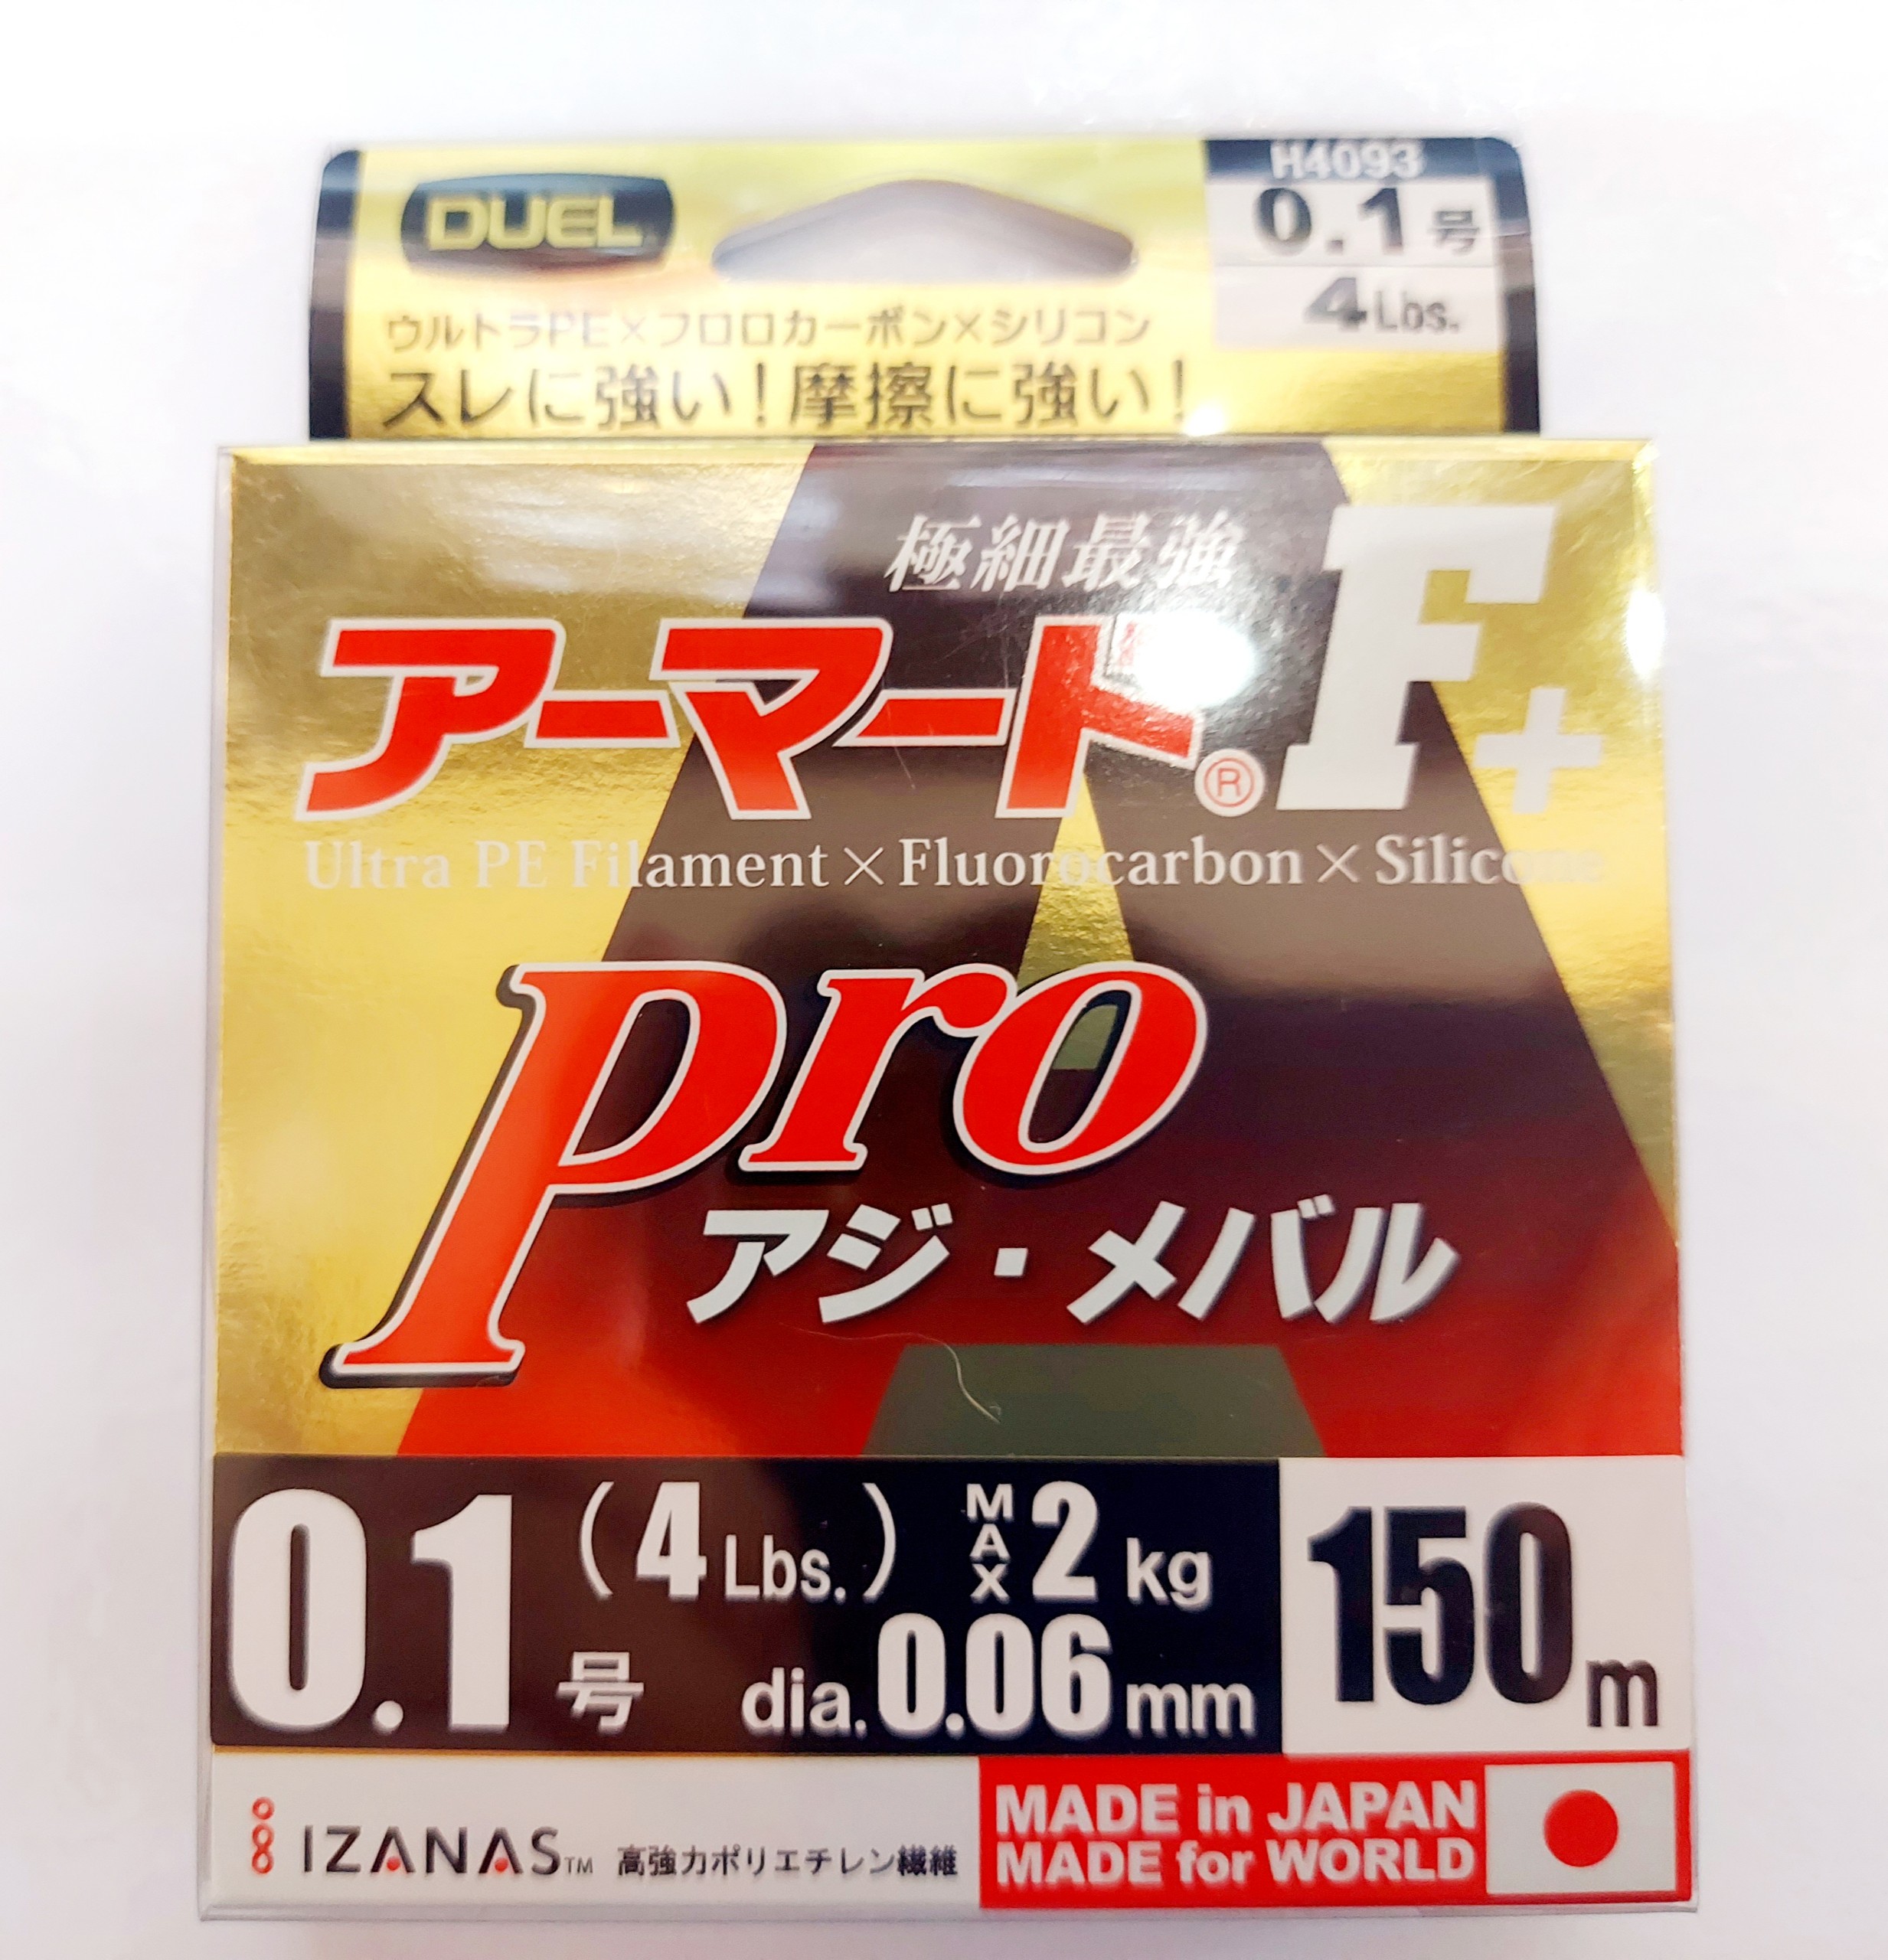 DUEL
H4093
0.1号
4Lbs.
ウルトラPE×フロロカーボン×シリコン
スレに強い!摩擦に強い!
極細最強
アーマード® F+
Ultra PE Filament×Fluorocarbon×Silicone
Pro
アジ・メバル
0.1号 (4Lbs.) MAX 2kg
dia.0.06mm
150m
IZANAS™ 高強力ポリエチレン繊維
MADE in JAPAN
MADE for WORLD